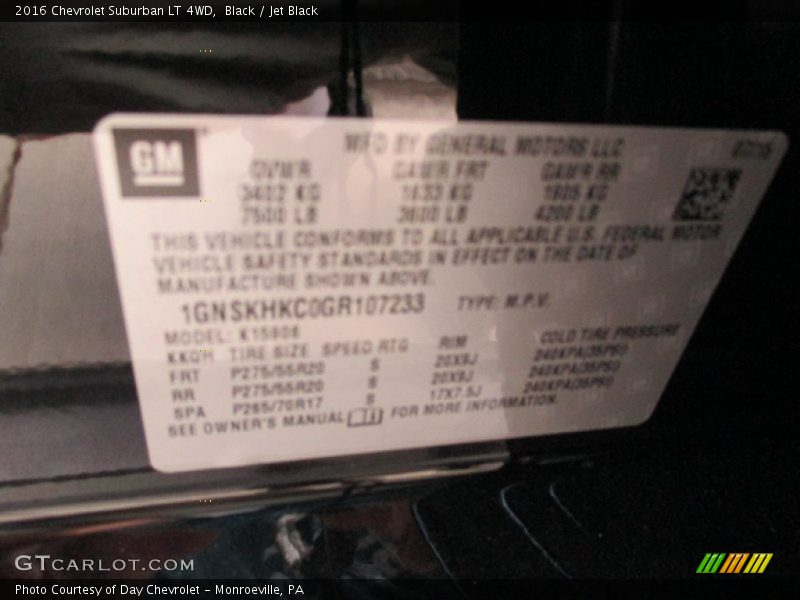 2016 Chevrolet Suburban LT 4WD, Black / Jet Black
GM
MFD BY GENERAL MOTORS LLC
07/15
GVWR GAWR FRT GAWR RR
3402 KG 1633 KG 1905 KG
7500 LB 3600 LB 4200 LB
THIS VEHICLE CONFORMS TO ALL APPLICABLE U.S. FEDERAL MOTOR
VEHICLE SAFETY STANDARDS IN EFFECT ON THE DATE OF
MANUFACTURE SHOWN ABOVE.
1GNSKHKC0GR107233 TYPE: M.P.V.
MODEL: K15906
TIRE SIZE SPEED RTG RIM COLD TIRE PRESSURE
FRT P275/55R20 S 20X9J 240KPA(35PSI)
RR P275/55R20 S 20X9J 240KPA(35PSI)
SPA P265/70R17 S 17X7.5J 240KPA(35PSI)
SEE OWNER'S MANUAL FOR MORE INFORMATION.
GTCARLOT.COM
Photo Courtesy of Day Chevrolet - Monroeville, PA